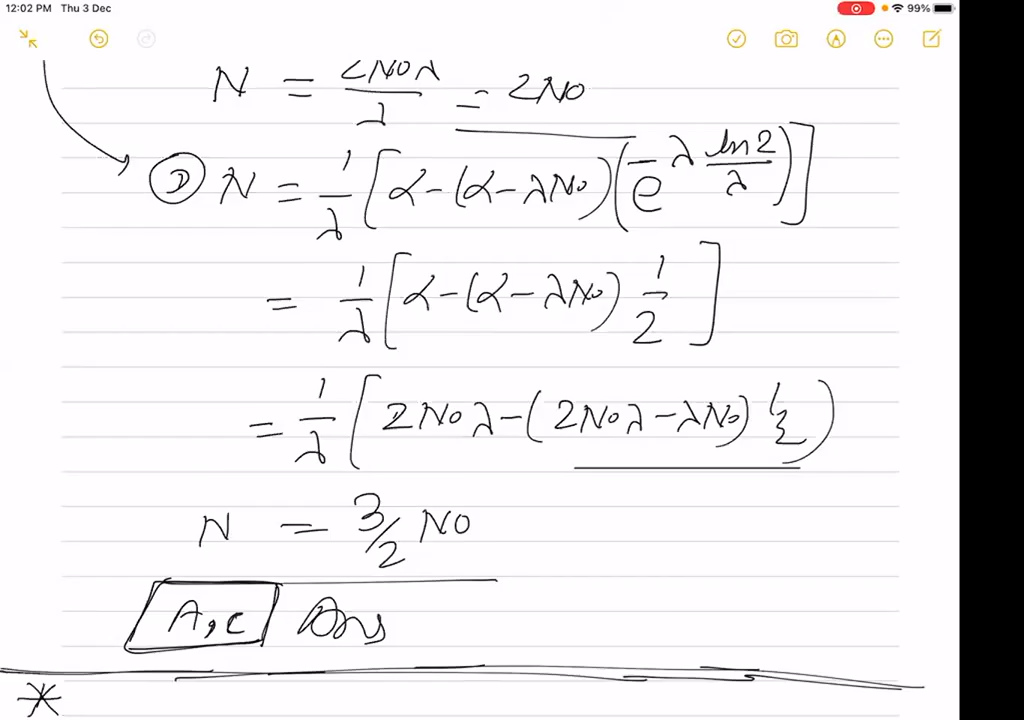 12:02 PM Thu 3 Dec 99%
N = 2N0λ/λ = 2N0
② N = 1/λ [α-(α-λN0)(e^-λ ln2/λ)]
= 1/λ [α-(α-λN0) 1/2]
= 1/λ [2N0λ-(2N0λ-λN0) 1/2)
N = 3/2 N0
A,C Ans
*